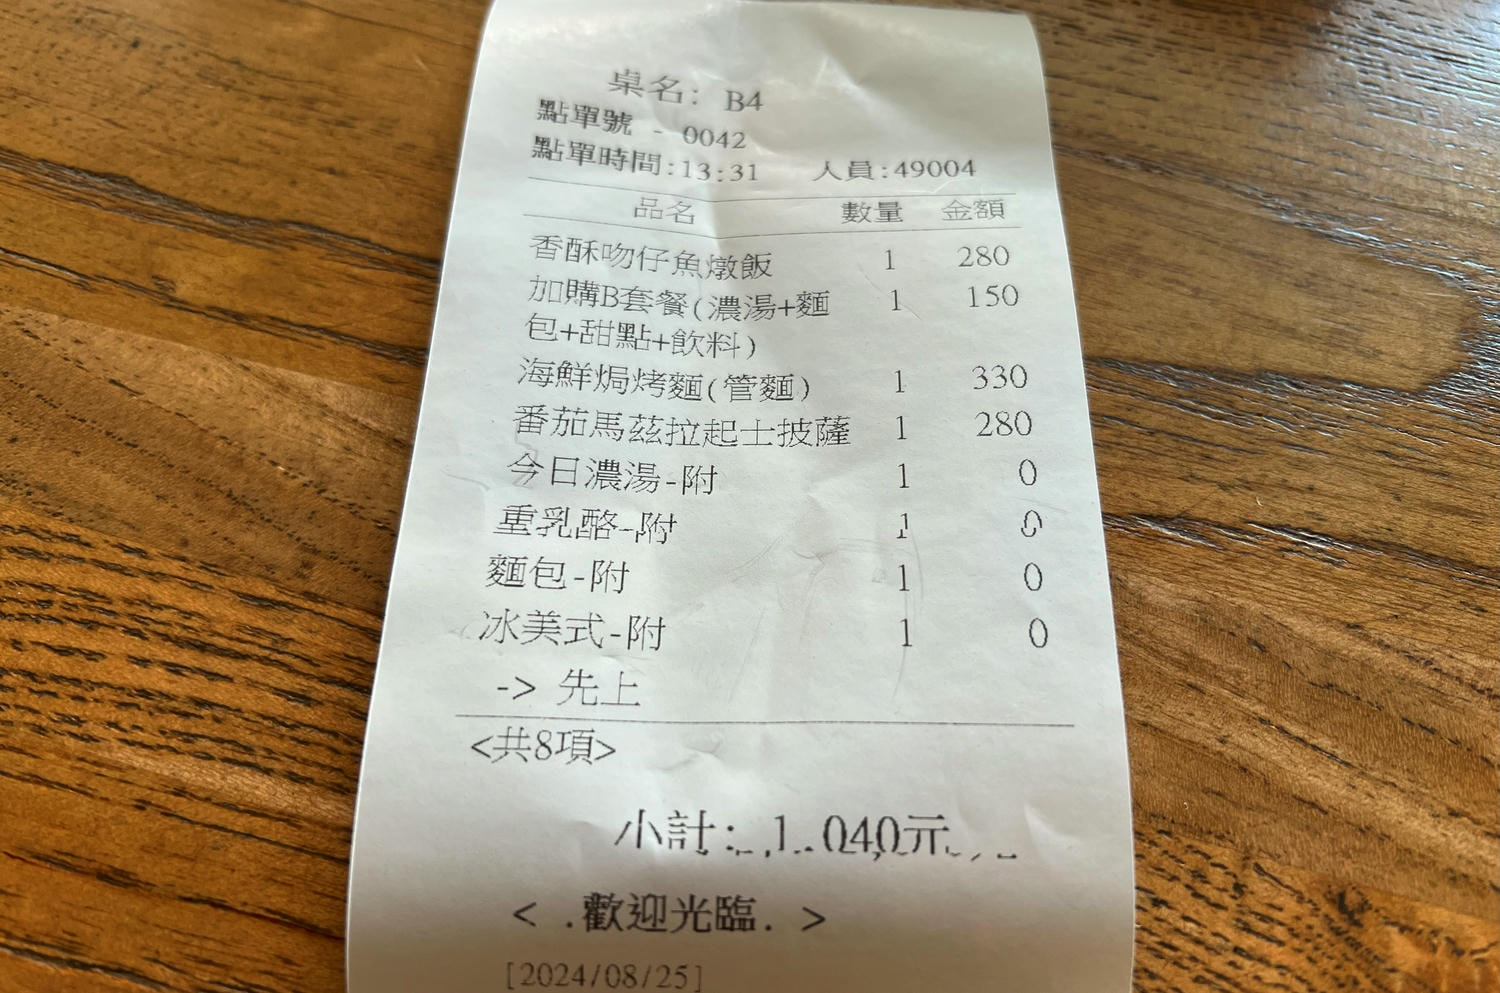 桌名: B4
點單號 - 0042
點單時間:13:31 人員:49004
品名 數量 金額
香酥吻仔魚燉飯 1 280
加購B套餐(濃湯+麵 1 150
包+甜點+飲料)
海鮮焗烤麵(管麵) 1 330
番茄馬茲拉起士披薩 1 280
今日濃湯-附 1 0
重乳酪-附 1 0
麵包-附 1 0
冰美式-附 1 0
-> 先上
<共8項>
小計: 1,040元
< .歡迎光臨. >
[2024/08/25]